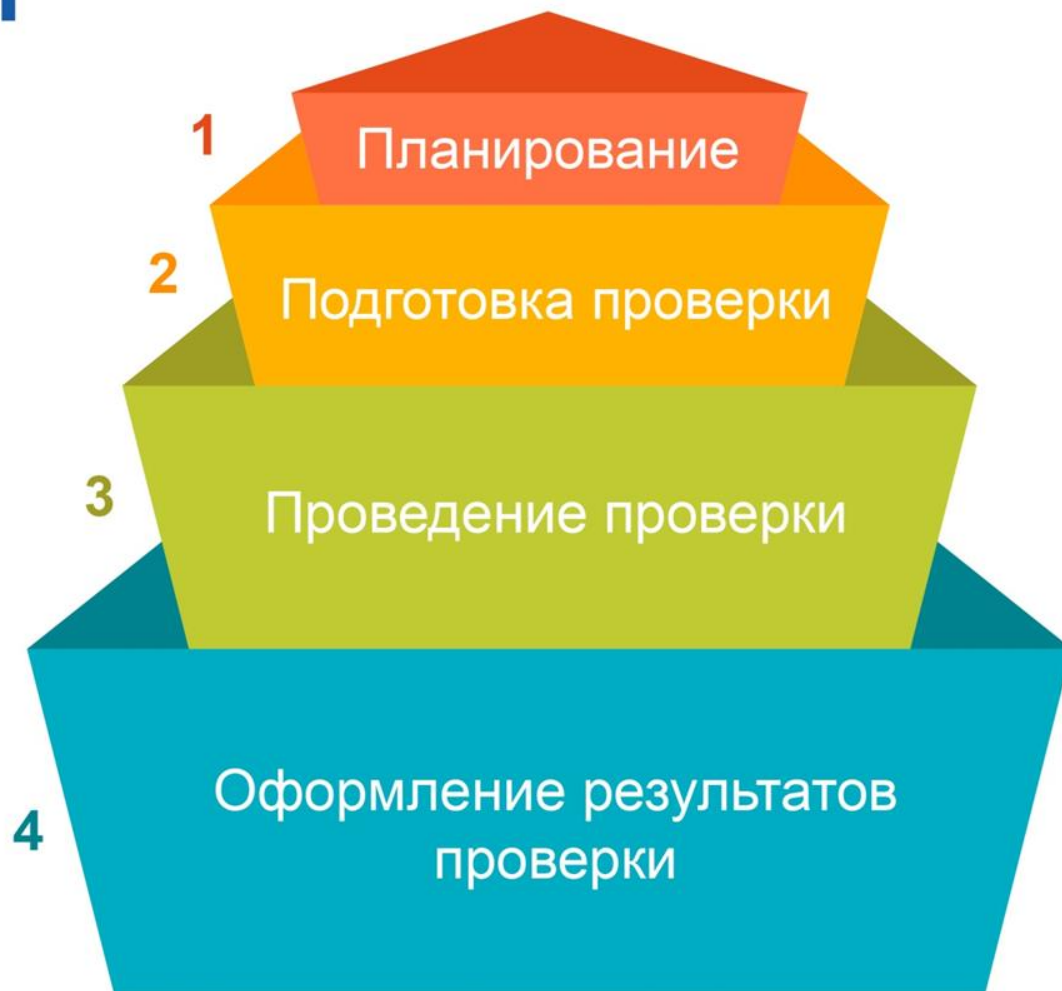 1
Планирование
2
Подготовка проверки
3
Проведение проверки
4
Оформление результатов
проверки